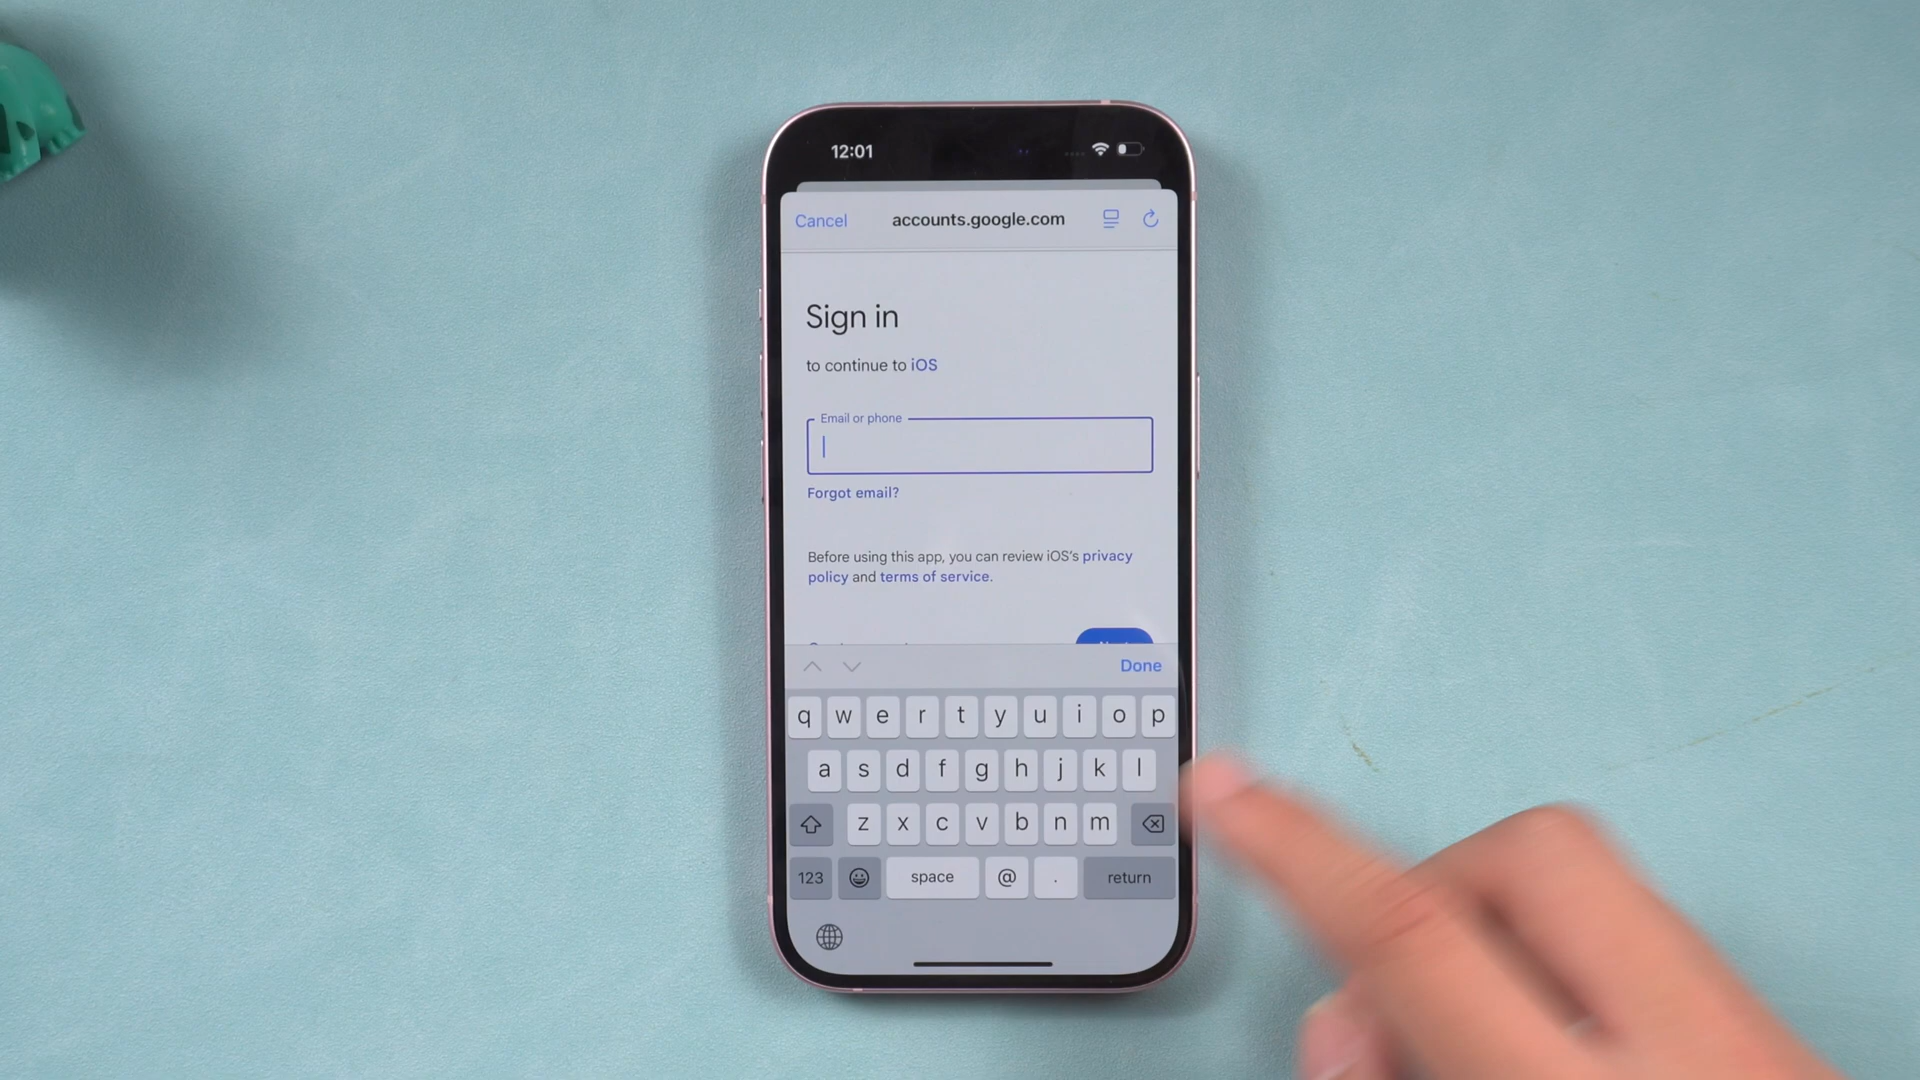 12:01
Cancel
accounts.google.com
Sign in
to continue to iOS
Email or phone
Forgot email?
Before using this app, you can review iOS's privacy
policy and terms of service.
Done
q w e r t y u i o p
a s d f g h j k l
z x c v b n m
123 space @ . return